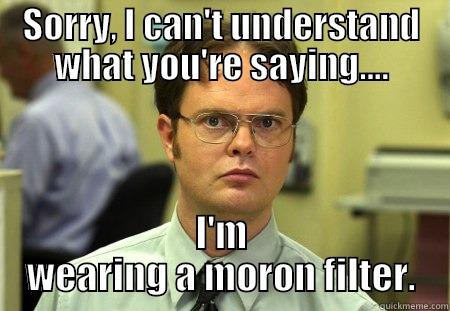 Sorry, I can't understand
what you're saying....
I'm
wearing a moron filter.
quickmeme.com